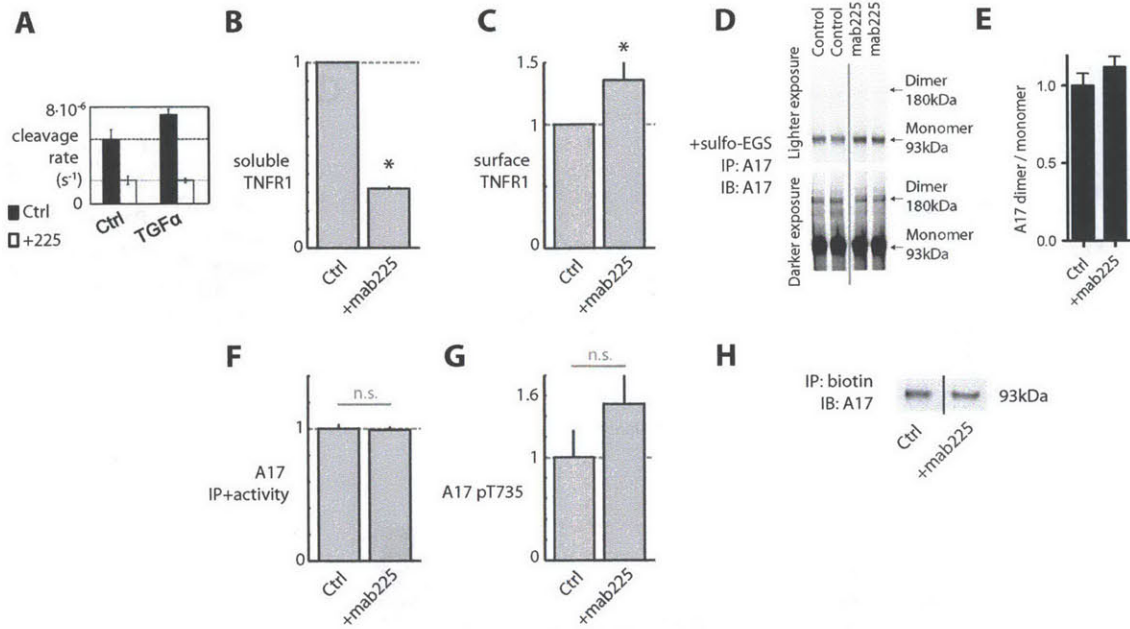 A
8·10⁻⁶
cleavage
rate
(s⁻¹)
0
Ctrl
TGFα
Ctrl
+225
B
1
soluble
TNFR1
*
0
Ctrl
+mab225
C
1.5
*
1
surface
TNFR1
0
Ctrl
+mab225
D
Control
Control
mab225
mab225
+sulfo-EGS
IP: A17
IB: A17
Lighter exposure
Dimer
180kDa
Monomer
93kDa
Darker exposure
Dimer
180kDa
Monomer
93kDa
E
A17 dimer / monomer
1.0
0.5
0.0
Ctrl
+mab225
F
n.s.
1
A17
IP+activity
0
Ctrl
+mab225
G
n.s.
1.6
1
A17 pT735
0
Ctrl
+mab225
H
IP: biotin
IB: A17
93kDa
Ctrl
+mab225